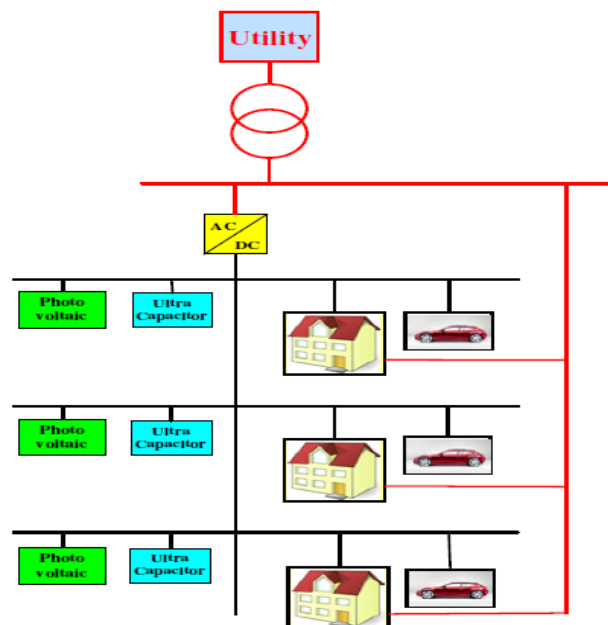 Utility
AC
DC
Photo
voltaic
Ultra
Capacitor
Photo
voltaic
Ultra
Capacitor
Photo
voltaic
Ultra
Capacitor